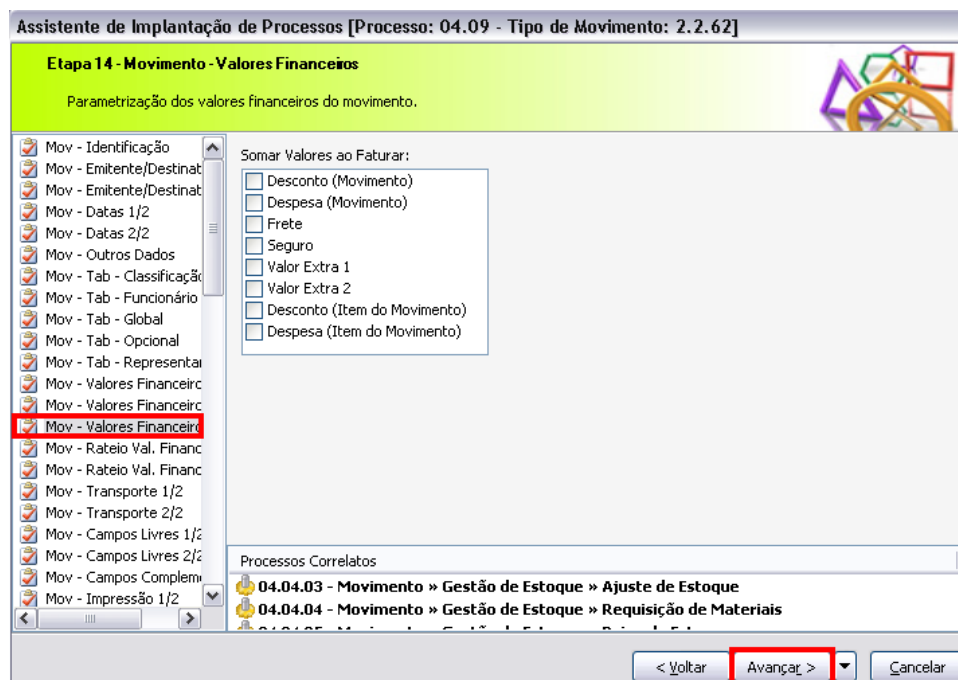 Assistente de Implantação de Processos [Processo: 04.09 - Tipo de Movimento: 2.2.62]
Etapa 14 - Movimento - Valores Financeiros
Parametrização dos valores financeiros do movimento.
Mov - Identificação
Mov - Emitente/Destinat
Mov - Emitente/Destinat
Mov - Datas 1/2
Mov - Datas 2/2
Mov - Outros Dados
Mov - Tab - Classificaçã
Mov - Tab - Funcionário
Mov - Tab - Global
Mov - Tab - Opcional
Mov - Tab - Representa
Mov - Valores Financeiro
Mov - Valores Financeiro
Mov - Valores Financeiro
Mov - Rateio Val. Financ
Mov - Rateio Val. Financ
Mov - Transporte 1/2
Mov - Transporte 2/2
Mov - Campos Livres 1/2
Mov - Campos Livres 2/2
Mov - Campos Compleme
Mov - Impressão 1/2
Somar Valores ao Faturar:
Desconto (Movimento)
Despesa (Movimento)
Frete
Seguro
Valor Extra 1
Valor Extra 2
Desconto (Item do Movimento)
Despesa (Item do Movimento)
Processos Correlatos
04.04.03 - Movimento » Gestão de Estoque » Ajuste de Estoque
04.04.04 - Movimento » Gestão de Estoque » Requisição de Materiais
< Voltar
Avançar >
Cancelar